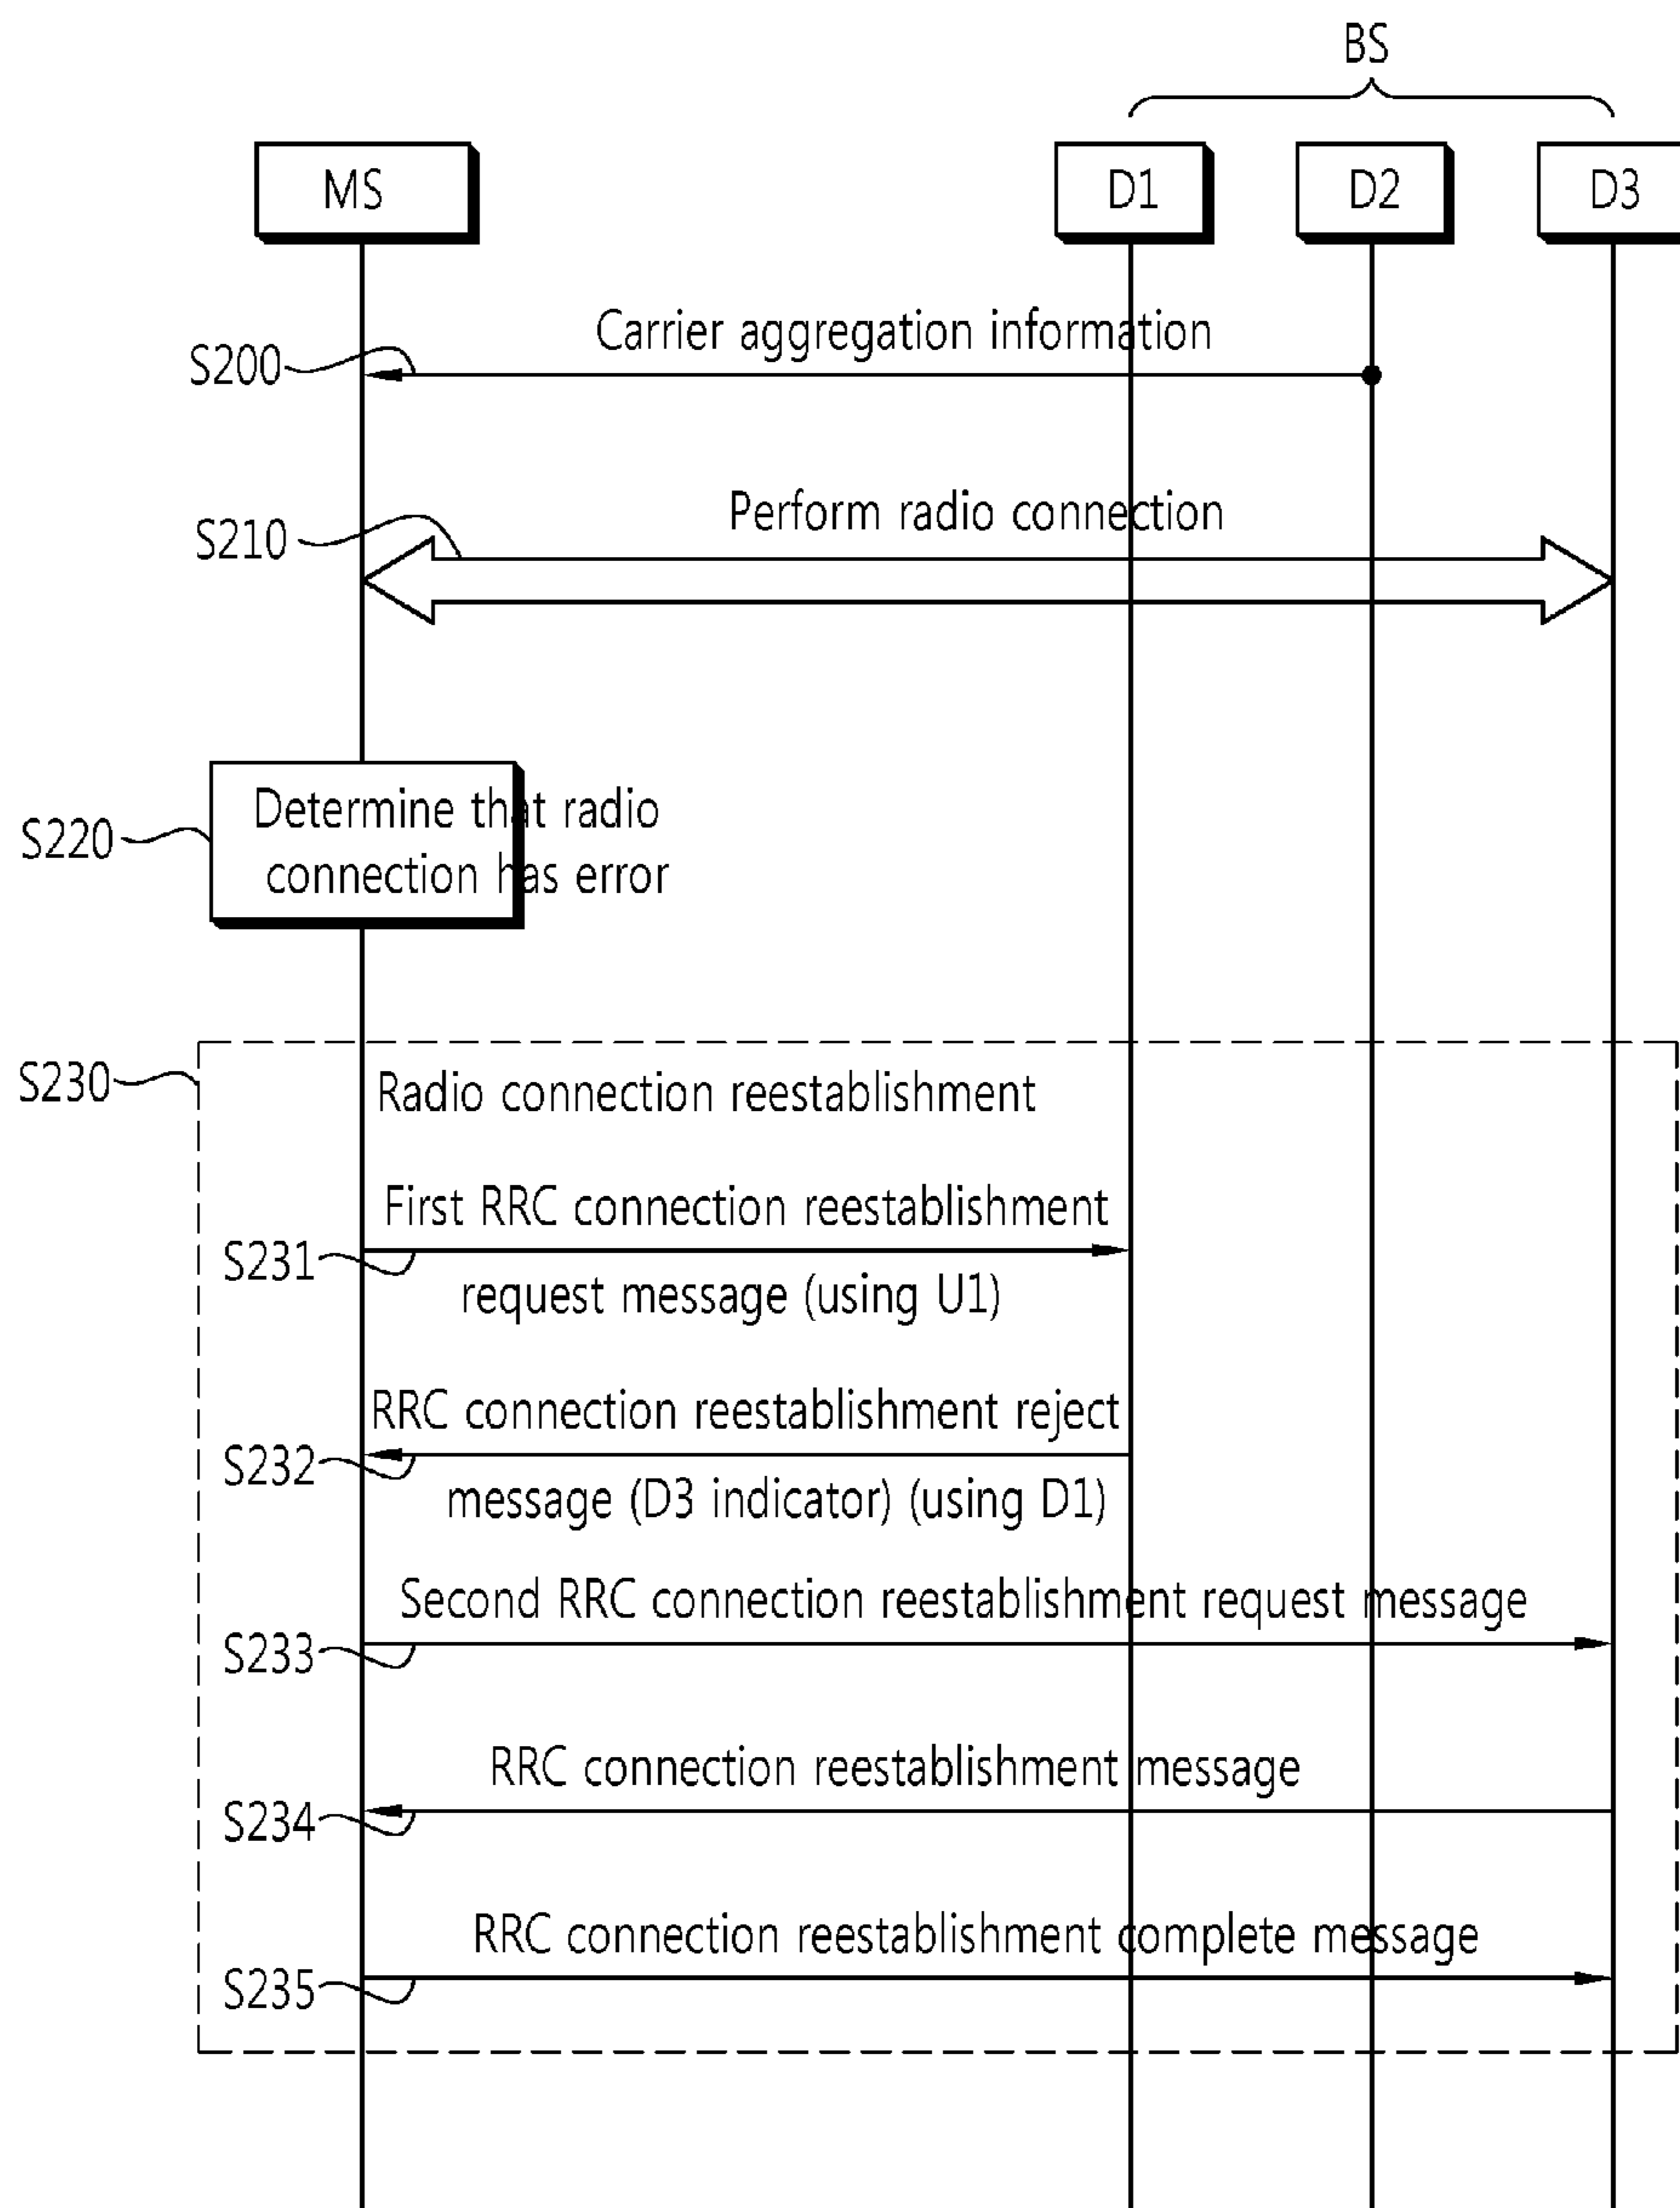 BS
MS
D1
D2
D3
Carrier aggregation information
S200
Perform radio connection
S210
Determine that radio
connection has error
S220
S230
Radio connection reestablishment
First RRC connection reestablishment
S231
request message (using U1)
RRC connection reestablishment reject
S232
message (D3 indicator) (using D1)
Second RRC connection reestablishment request message
S233
RRC connection reestablishment message
S234
RRC connection reestablishment complete message
S235